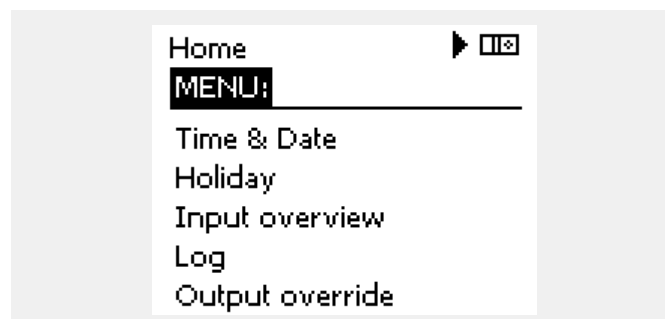 Home
MENU:
Time & Date
Holiday
Input overview
Log
Output override